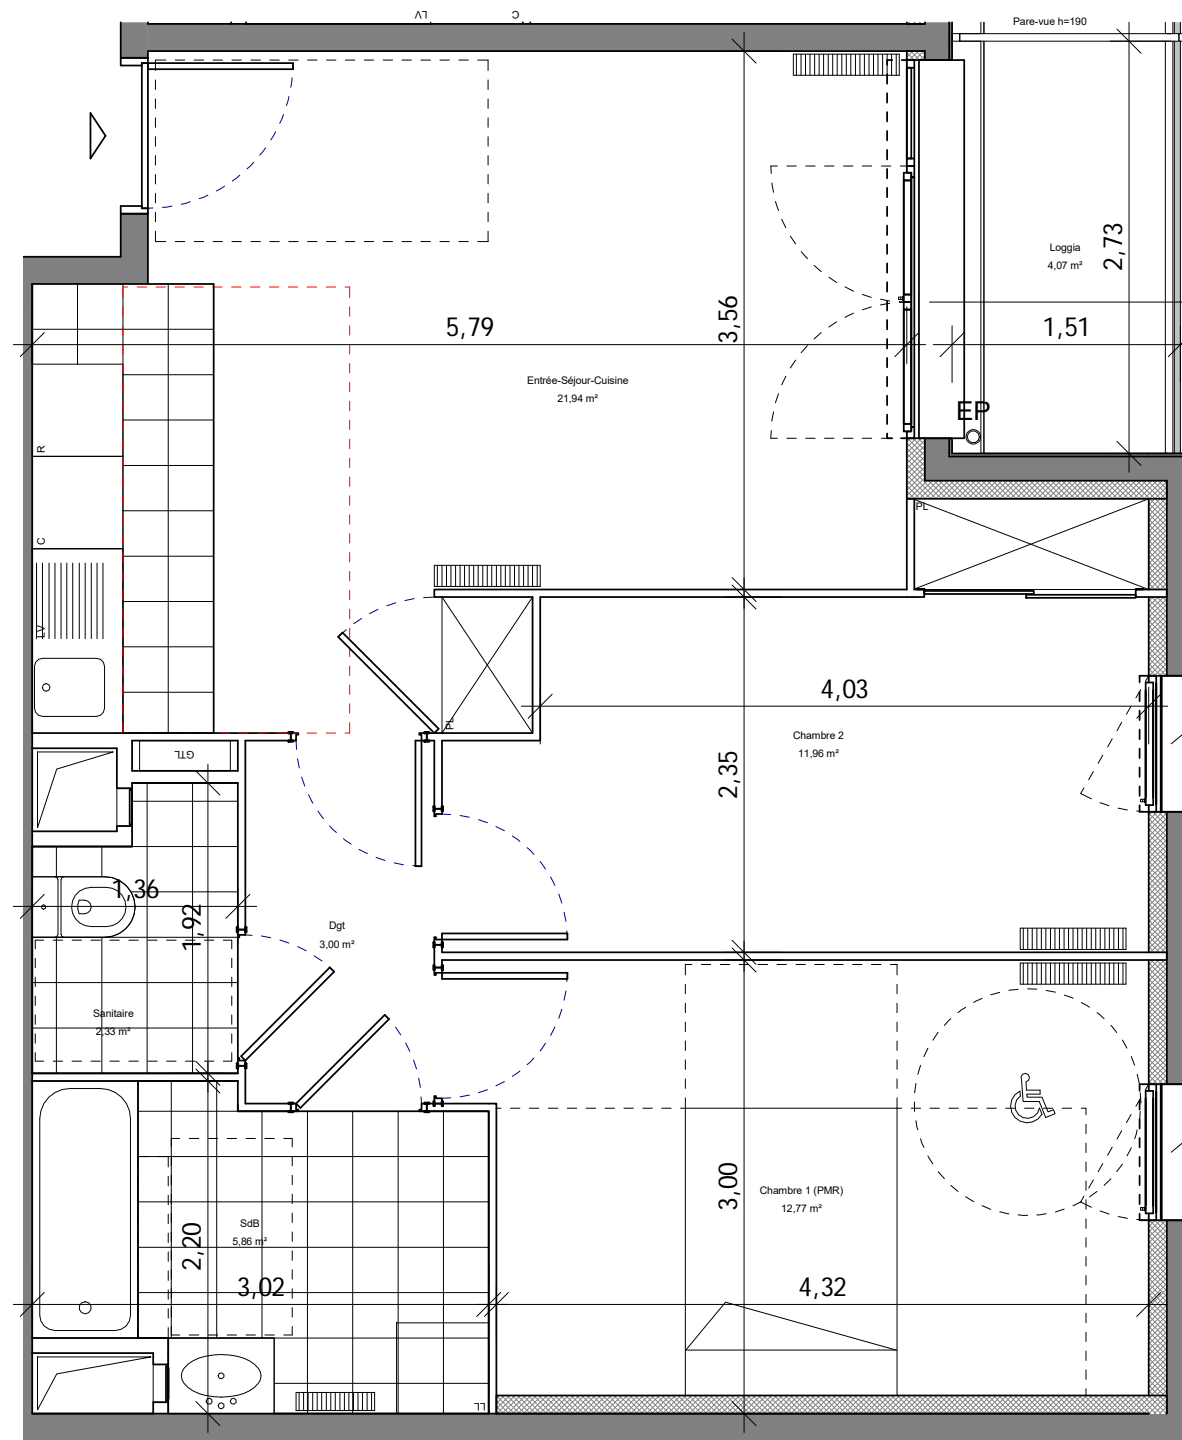 LV
C
Pare-vue h=190
Loggia
4,07 m²
2,73
5,79
3,56
1,51
Entrée-Séjour-Cuisine
21,94 m²
EP
R
C
LV
PL
PL
4,03
Chambre 2
11,96 m²
2,35
GTL
1,36
1,92
Dgt
3,00 m²
Sanitaire
2,33 m²
3,00
Chambre 1 (PMR)
12,77 m²
SdB
5,86 m²
2,20
3,02
4,32
LL